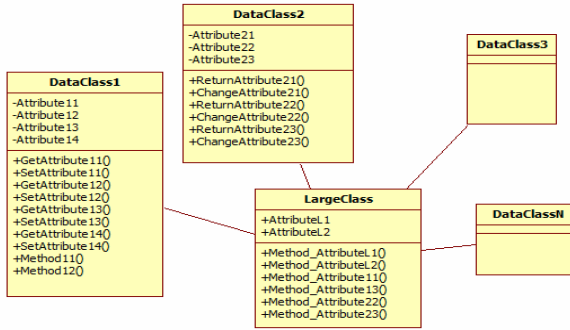 DataClass1
-Attribute11
-Attribute12
-Attribute13
-Attribute14
+GetAttribute11()
+SetAttribute11()
+GetAttribute12()
+SetAttribute12()
+GetAttribute13()
+SetAttribute13()
+GetAttribute14()
+SetAttribute14()
+Method11()
+Method12()
DataClass2
-Attribute21
-Attribute22
-Attribute23
+ReturnAttribute21()
+ChangeAttribute21()
+ReturnAttribute22()
+ChangeAttribute22()
+ReturnAttribute23()
+ChangeAttribute23()
DataClass3
LargeClass
+AttributeL1
+AttributeL2
+Method_AttributeL1()
+Method_AttributeL2()
+Method_Attribute11()
+Method_Attribute13()
+Method_Attribute22()
+Method_Attribute23()
DataClassN